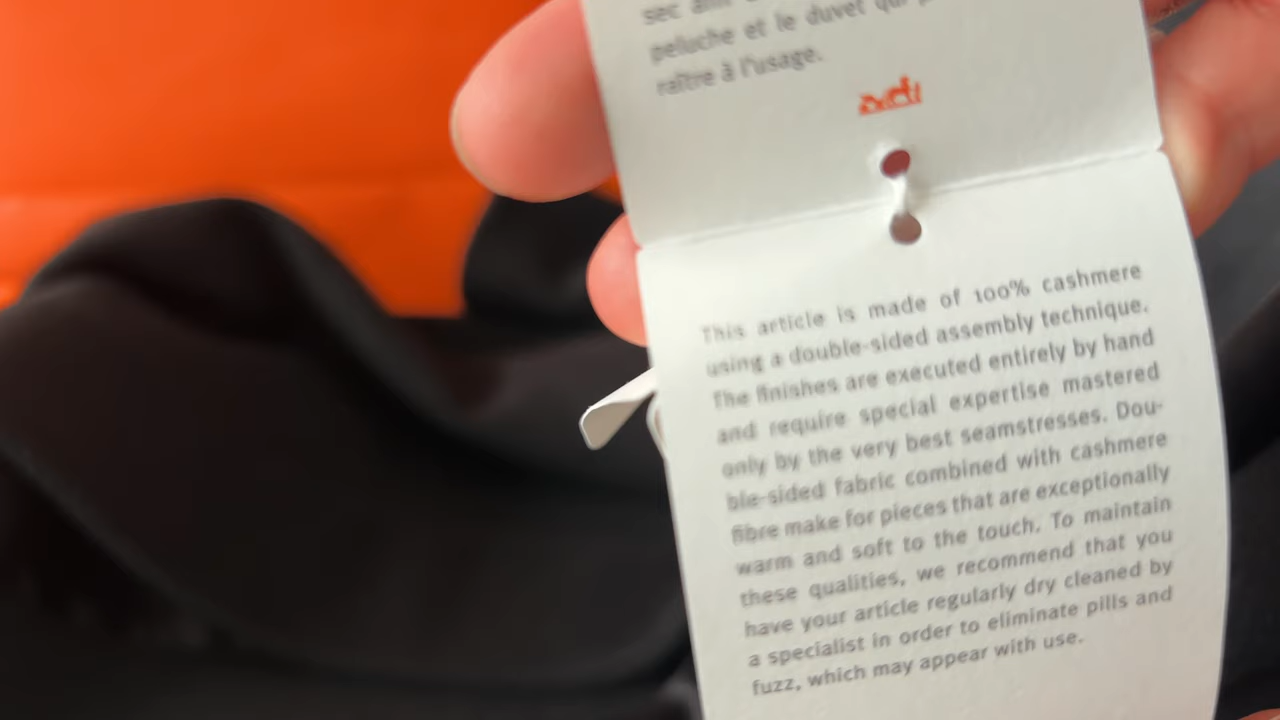 sec
peluche et le duvet qui
raître à l'usage.
This article is made of 100% cashmere
using a double-sided assembly technique.
The finishes are executed entirely by hand
and require special expertise mastered
only by the very best seamstresses. Dou-
ble-sided fabric combined with cashmere
fibre make for pieces that are exceptionally
warm and soft to the touch. To maintain
these qualities, we recommend that you
have your article regularly dry cleaned by
a specialist in order to eliminate pills and
fuzz, which may appear with use.